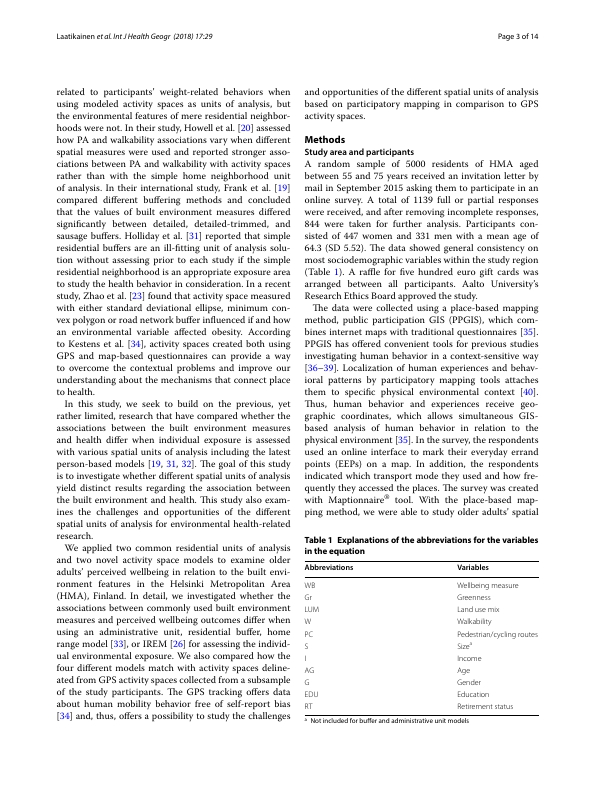 Laatikainen et al. Int J Health Geogr (2018) 17:29
Page 3 of 14
related to participants' weight-related behaviors when
using modeled activity spaces as units of analysis, but
the environmental features of mere residential neighbor-
hoods were not. In their study, Howell et al. [20] assessed
how PA and walkability associations vary when different
spatial measures were used and reported stronger asso-
ciations between PA and walkability with activity spaces
rather than with the simple home neighborhood unit
of analysis. In their international study, Frank et al. [19]
compared different buffering methods and concluded
that the values of built environment measures differed
significantly between detailed, detailed-trimmed, and
sausage buffers. Holliday et al. [31] reported that simple
residential buffers are an ill-fitting unit of analysis solu-
tion without assessing prior to each study if the simple
residential neighborhood is an appropriate exposure area
to study the health behavior in consideration. In a recent
study, Zhao et al. [23] found that activity space measured
with either standard deviational ellipse, minimum con-
vex polygon or road network buffer influenced if and how
an environmental variable affected obesity. According
to Kestens et al. [34], activity spaces created both using
GPS and map-based questionnaires can provide a way
to overcome the contextual problems and improve our
understanding about the mechanisms that connect place
to health.
In this study, we seek to build on the previous, yet
rather limited, research that have compared whether the
associations between the built environment measures
and health differ when individual exposure is assessed
with various spatial units of analysis including the latest
person-based models [19, 31, 32]. The goal of this study
is to investigate whether different spatial units of analysis
yield distinct results regarding the association between
the built environment and health. This study also exam-
ines the challenges and opportunities of the different
spatial units of analysis for environmental health-related
research.
We applied two common residential units of analysis
and two novel activity space models to examine older
adults' perceived wellbeing in relation to the built envi-
ronment features in the Helsinki Metropolitan Area
(HMA), Finland. In detail, we investigated whether the
associations between commonly used built environment
measures and perceived wellbeing outcomes differ when
using an administrative unit, residential buffer, home
range model [33], or IREM [26] for assessing the individ-
ual environmental exposure. We also compared how the
four different models match with activity spaces deline-
ated from GPS activity spaces collected from a subsample
of the study participants. The GPS tracking offers data
about human mobility behavior free of self-report bias
[34] and, thus, offers a possibility to study the challenges
and opportunities of the different spatial units of analysis
based on participatory mapping in comparison to GPS
activity spaces.
Methods
Study area and participants
A random sample of 5000 residents of HMA aged
between 55 and 75 years received an invitation letter by
mail in September 2015 asking them to participate in an
online survey. A total of 1139 full or partial responses
were received, and after removing incomplete responses,
844 were taken for further analysis. Participants con-
sisted of 447 women and 331 men with a mean age of
64.3 (SD 5.52). The data showed general consistency on
most sociodemographic variables within the study region
(Table 1). A raffle for five hundred euro gift cards was
arranged between all participants. Aalto University's
Research Ethics Board approved the study.
The data were collected using a place-based mapping
method, public participation GIS (PPGIS), which com-
bines internet maps with traditional questionnaires [35].
PPGIS has offered convenient tools for previous studies
investigating human behavior in a context-sensitive way
[36–39]. Localization of human experiences and behav-
ioral patterns by participatory mapping tools attaches
them to specific physical environmental context [40].
Thus, human behavior and experiences receive geo-
graphic coordinates, which allows simultaneous GIS-
based analysis of human behavior in relation to the
physical environment [35]. In the survey, the respondents
used an online interface to mark their everyday errand
points (EEPs) on a map. In addition, the respondents
indicated which transport mode they used and how fre-
quently they accessed the places. The survey was created
with Maptionnaire® tool. With the place-based map-
ping method, we were able to study older adults' spatial
Table 1 Explanations of the abbreviations for the variables
in the equation
Abbreviations Variables
WB Wellbeing measure
Gr Greenness
LUM Land use mix
W Walkability
PC Pedestrian/cycling routes
S Sizeª
I Income
AG Age
G Gender
EDU Education
RT Retirement status
ª Not included for buffer and administrative unit models